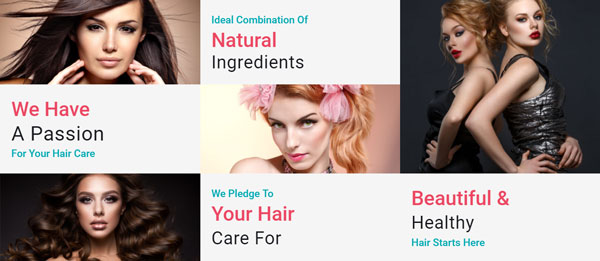 Ideal Combination Of
Natural
Ingredients
We Have
A Passion
For Your Hair Care
We Pledge To
Your Hair
Care For
Beautiful &
Healthy
Hair Starts Here